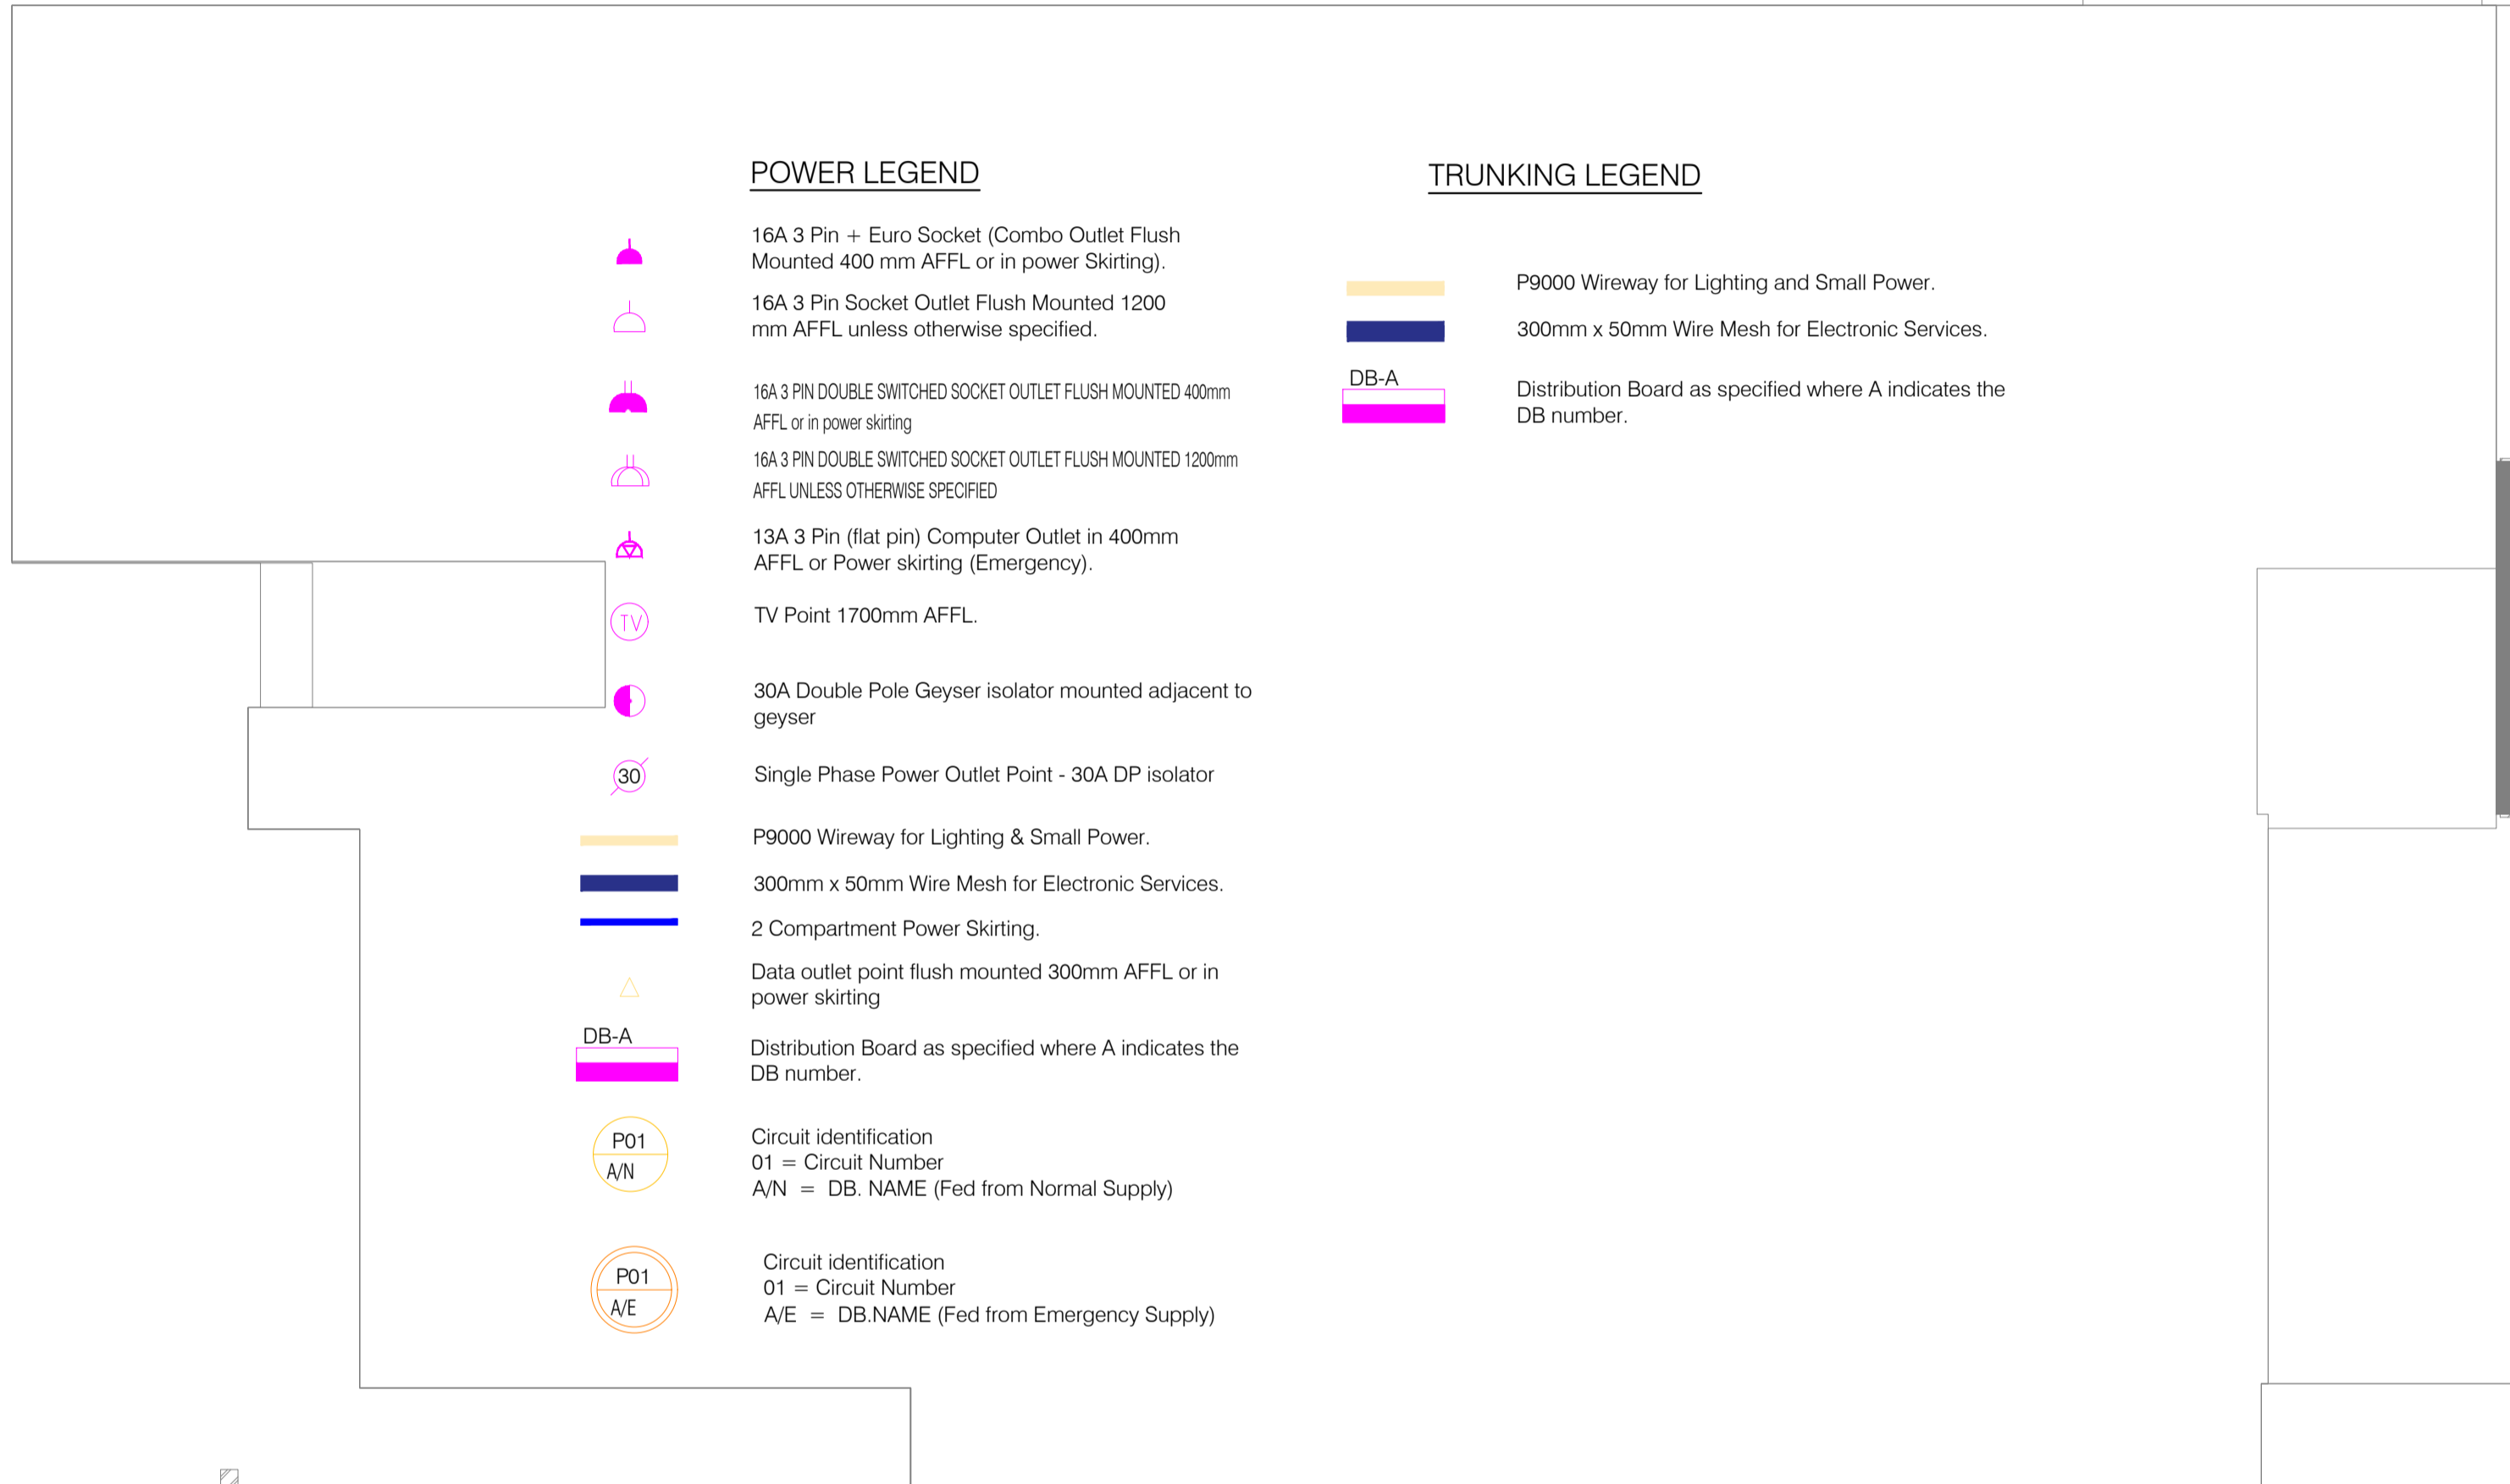 POWER LEGEND
16A 3 Pin + Euro Socket (Combo Outlet Flush
Mounted 400 mm AFFL or in power Skirting).
16A 3 Pin Socket Outlet Flush Mounted 1200
mm AFFL unless otherwise specified.
16A 3 PIN DOUBLE SWITCHED SOCKET OUTLET FLUSH MOUNTED 400mm
AFFL or in power skirting
16A 3 PIN DOUBLE SWITCHED SOCKET OUTLET FLUSH MOUNTED 1200mm
AFFL UNLESS OTHERWISE SPECIFIED
13A 3 Pin (flat pin) Computer Outlet in 400mm
AFFL or Power skirting (Emergency).
TV
TV Point 1700mm AFFL.
30A Double Pole Geyser isolator mounted adjacent to
geyser
30
Single Phase Power Outlet Point - 30A DP isolator
P9000 Wireway for Lighting & Small Power.
300mm x 50mm Wire Mesh for Electronic Services.
2 Compartment Power Skirting.
Data outlet point flush mounted 300mm AFFL or in
power skirting
DB-A
Distribution Board as specified where A indicates the
DB number.
P01
A/N
Circuit identification
01 = Circuit Number
A/N = DB. NAME (Fed from Normal Supply)
P01
A/E
Circuit identification
01 = Circuit Number
A/E = DB.NAME (Fed from Emergency Supply)
TRUNKING LEGEND
P9000 Wireway for Lighting and Small Power.
300mm x 50mm Wire Mesh for Electronic Services.
DB-A
Distribution Board as specified where A indicates the
DB number.